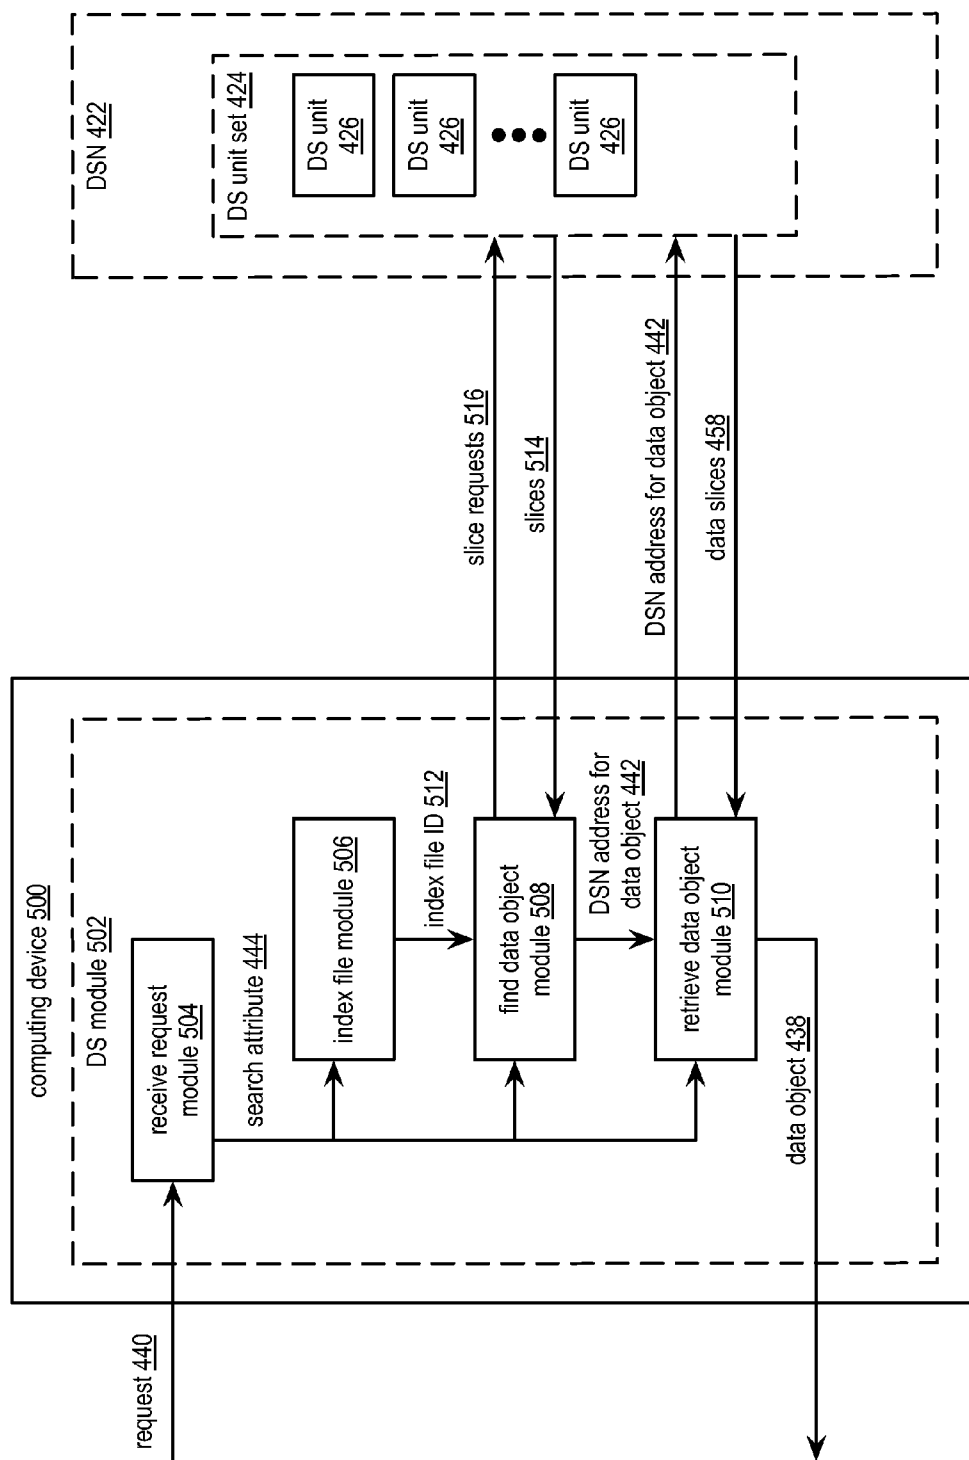 computing device 500
DS module 502
receive request
module 504
request 440
search attribute 444
index file module 506
index file ID 512
find data object
module 508
DSN address for
data object 442
retrieve data object
module 510
data object 438
slice requests 516
slices 514
DSN address for data object 442
data slices 458
DSN 422
DS unit set 424
DS unit
426
DS unit
426
DS unit
426